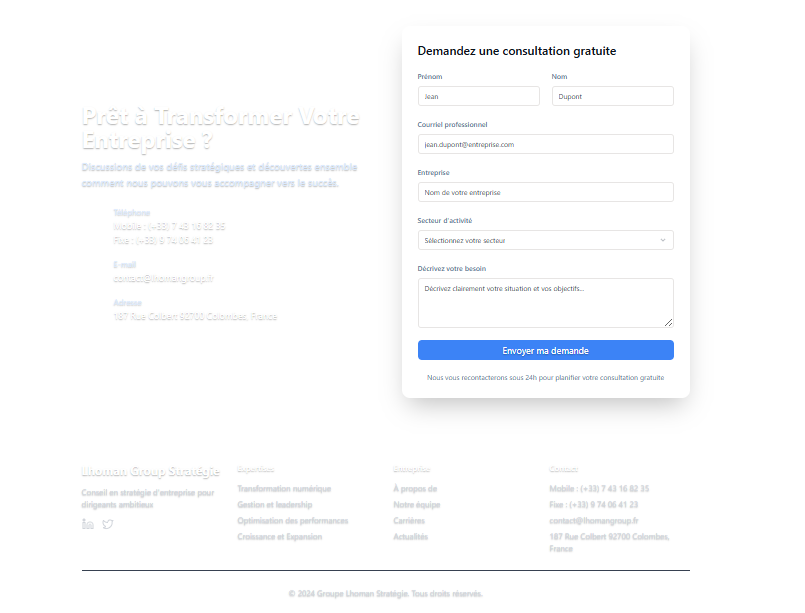 Prêt à Transformer Votre
Entreprise ?
Discussions de vos défis stratégiques et découvertes ensemble
comment nous pouvons vous accompagner vers le succès.
Téléphone
Mobile : (+33) 7 43 16 82 35
Fixe : (+33) 9 74 06 41 23
E-mail
contact@lhomangroup.fr
Adresse
187 Rue Colbert 92700 Colombes, France
Demandez une consultation gratuite
Prénom
Nom
Jean
Dupont
Courriel professionnel
jean.dupont@entreprise.com
Entreprise
Nom de votre entreprise
Secteur d'activité
Sélectionnez votre secteur
Décrivez votre besoin
Décrivez clairement votre situation et vos objectifs...
Envoyer ma demande
Nous vous recontacterons sous 24h pour planifier votre consultation gratuite
Lhoman Group Stratégie
Conseil en stratégie d'entreprise pour
dirigeants ambitieux
Expertises
Transformation numérique
Gestion et leadership
Optimisation des performances
Croissance et Expansion
Entreprise
À propos de
Notre équipe
Carrières
Actualités
Contact
Mobile : (+33) 7 43 16 82 35
Fixe : (+33) 9 74 06 41 23
contact@lhomangroup.fr
187 Rue Colbert 92700 Colombes,
France
© 2024 Groupe Lhoman Stratégie. Tous droits réservés.